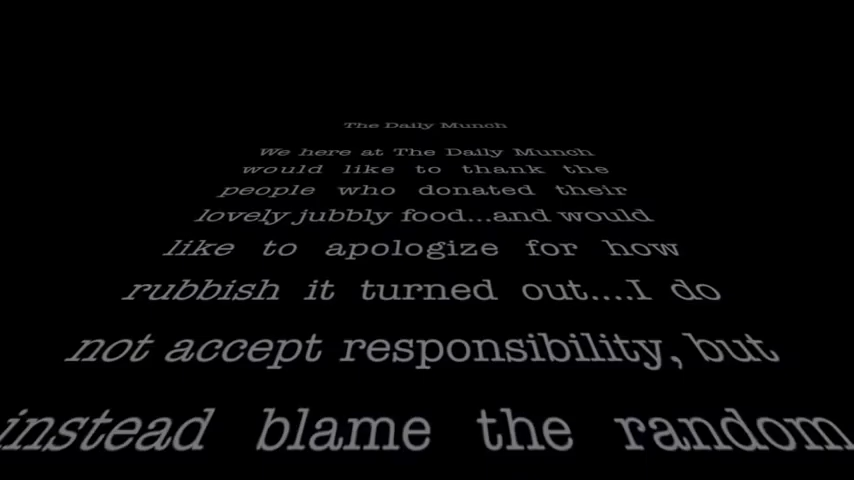 The Daily Munch
We here at The Daily Munch
would like to thank the
people who donated their
lovely jubbly food...and would
like to apologize for how
rubbish it turned out....I do
not accept responsibility, but
instead blame the random